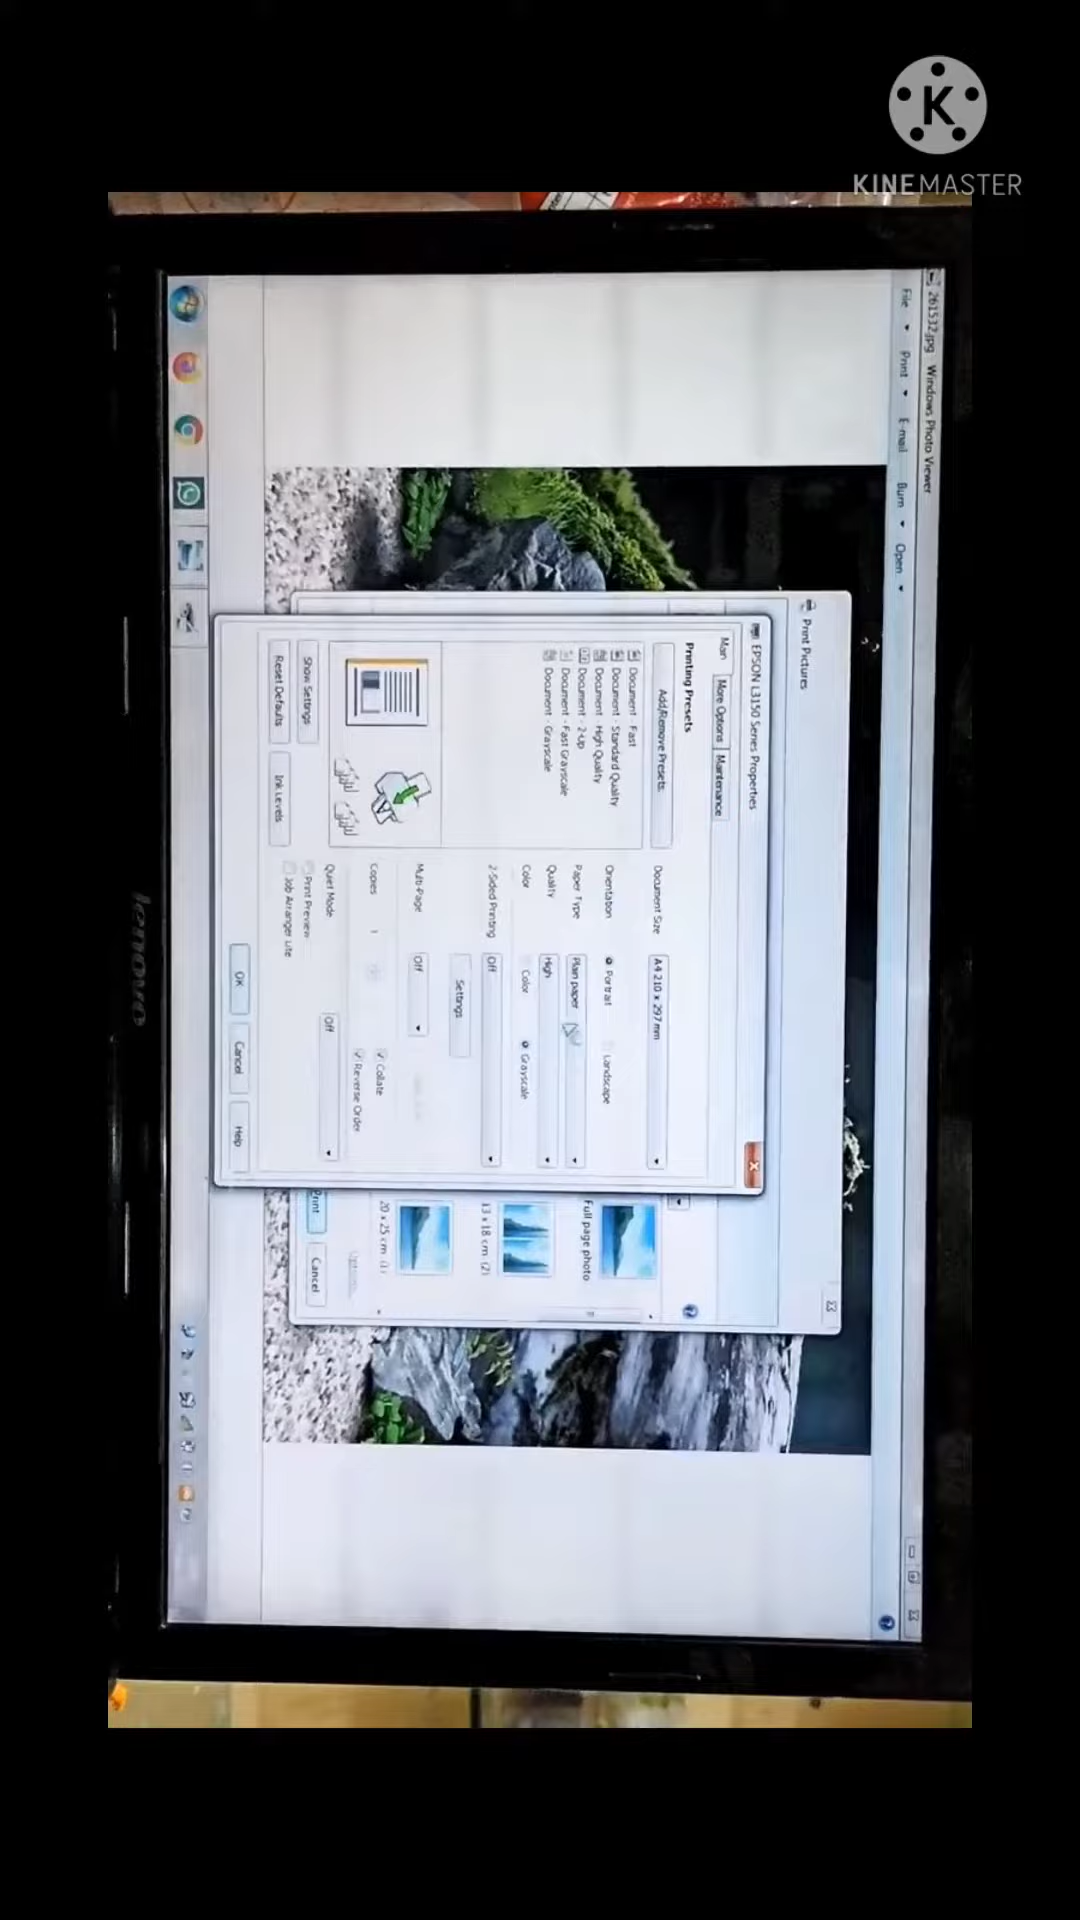 KINEMASTER
261532.jpg Windows Photo Viewer
File Print E-mail Burn Open
Print Pictures
EPSON L3150 Series Properties
Main More Options Maintenance
Printing Presets
Add/Remove Presets
Document - Fast
Document - Standard Quality
Document - High Quality
Document - 2-Up
Document - Fast Grayscale
Document - Grayscale
Show Settings
Reset Defaults Ink Levels
Document Size A4 210 x 297 mm
Orientation Portrait Landscape
Paper Type Plain paper
Quality High
Color Color Grayscale
2-Sided Printing Off
Settings
Multi-Page Off
Copies 1 Collate
Reverse Order
Quiet Mode Off
Print Preview
Job Arranger Lite
OK Cancel Help
Full page photo
13 x 18 cm (2)
20 x 25 cm (1)
Print Cancel
lenovo